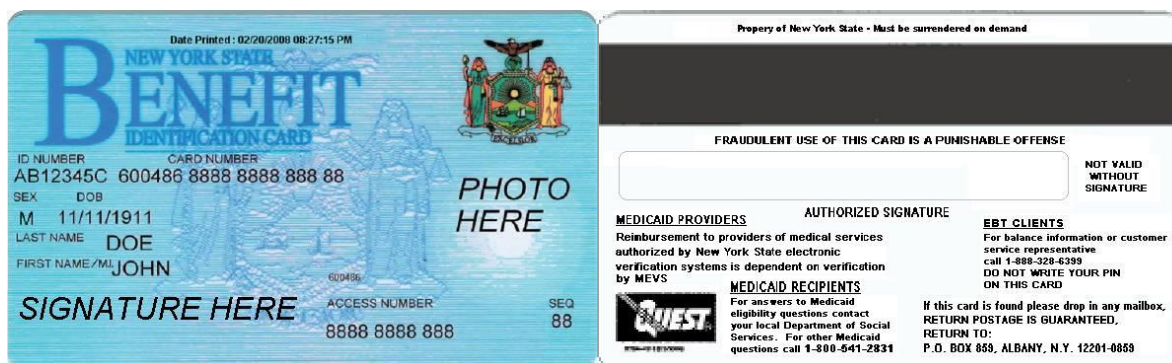 Date Printed : 02/20/2008 08:27:15 PM
NEW YORK STATE
BENEFIT
IDENTIFICATION CARD
ID NUMBER CARD NUMBER
AB12345C 600486 8888 8888 888 88
SEX DOB
M 11/11/1911
LAST NAME DOE
FIRST NAME/M.I. JOHN
PHOTO
HERE
600486
SIGNATURE HERE
ACCESS NUMBER SEQ
8888 8888 888 88
Propery of New York State - Must be surrendered on demand
FRAUDULENT USE OF THIS CARD IS A PUNISHABLE OFFENSE
NOT VALID
WITHOUT
SIGNATURE
AUTHORIZED SIGNATURE
MEDICAID PROVIDERS
Reimbursement to providers of medical services
authorized by New York State electronic
verification systems is dependent on verification
by MEVS
EBT CLIENTS
For balance information or customer
service representative
call 1-888-328-6399
DO NOT WRITE YOUR PIN
ON THIS CARD
QUEST
MEDICAID RECIPIENTS
For answers to Medicaid
eligibility questions contact
your local Department of Social
Services. For other Medicaid
questions call 1-800-541-2831
If this card is found please drop in any mailbox,
RETURN POSTAGE IS GUARANTEED,
RETURN TO:
P.O. BOX 859, ALBANY, N.Y. 12201-0859